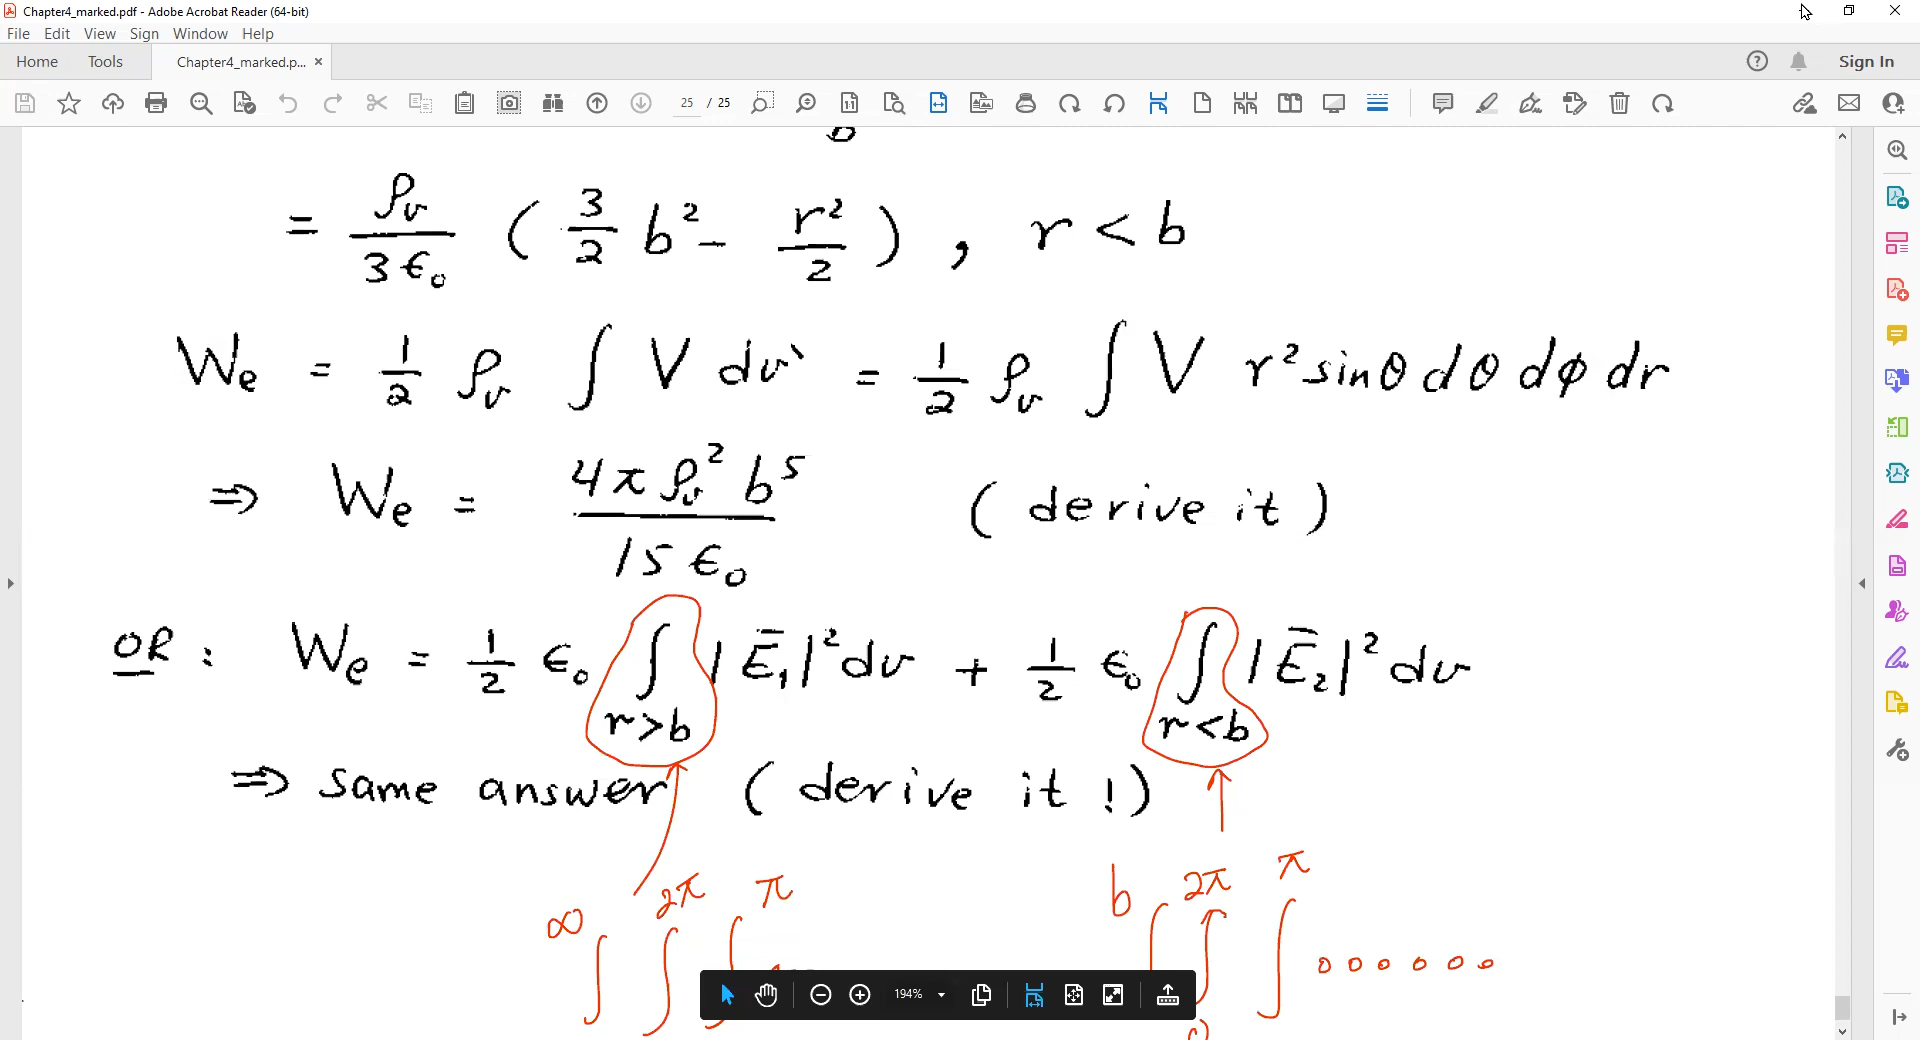 Chapter4_marked.pdf - Adobe Acrobat Reader (64-bit)
File Edit View Sign Window Help
Home Tools Chapter4_marked.p... × Sign In
25 / 25
b
= ρᵥ / 3ϵ₀ ( 3/2 b² - r²/2 ) , r < b
Wₑ = 1/2 ρᵥ ∫ V dv' = 1/2 ρᵥ ∫ V r² sinθ dθ dϕ dr
⇒ Wₑ = 4π ρᵥ² b⁵ / 15 ϵ₀ ( derive it )
OR : Wₑ = 1/2 ϵ₀ ∫ r>b |E̅₁|² dv + 1/2 ϵ₀ ∫ r<b |E̅₂|² dv
⇒ same answer ( derive it ! )
∞ 2π π b 2π π
∫ ∫ ∫ ∫ ∫ ∫ o o o o o o
194%